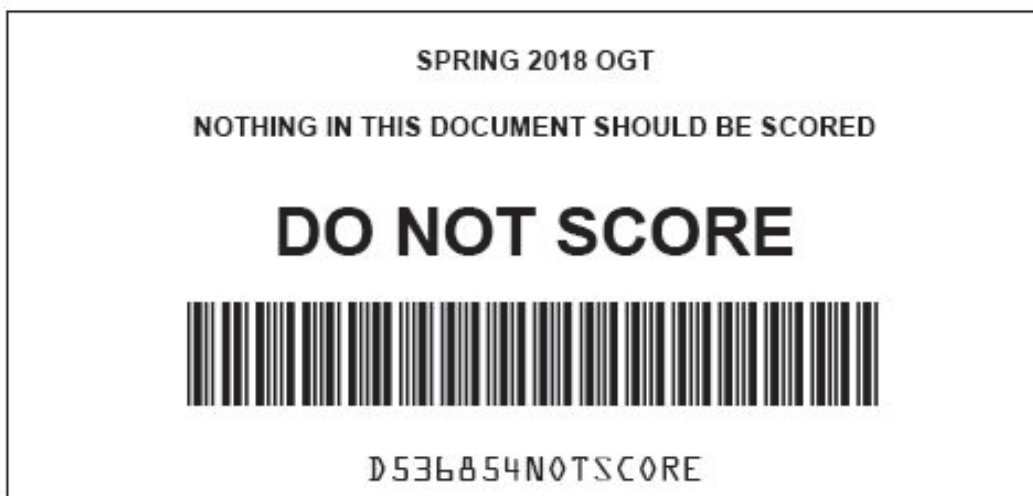 SPRING 2018 OGT
NOTHING IN THIS DOCUMENT SHOULD BE SCORED
DO NOT SCORE
D536854NOTSCORE